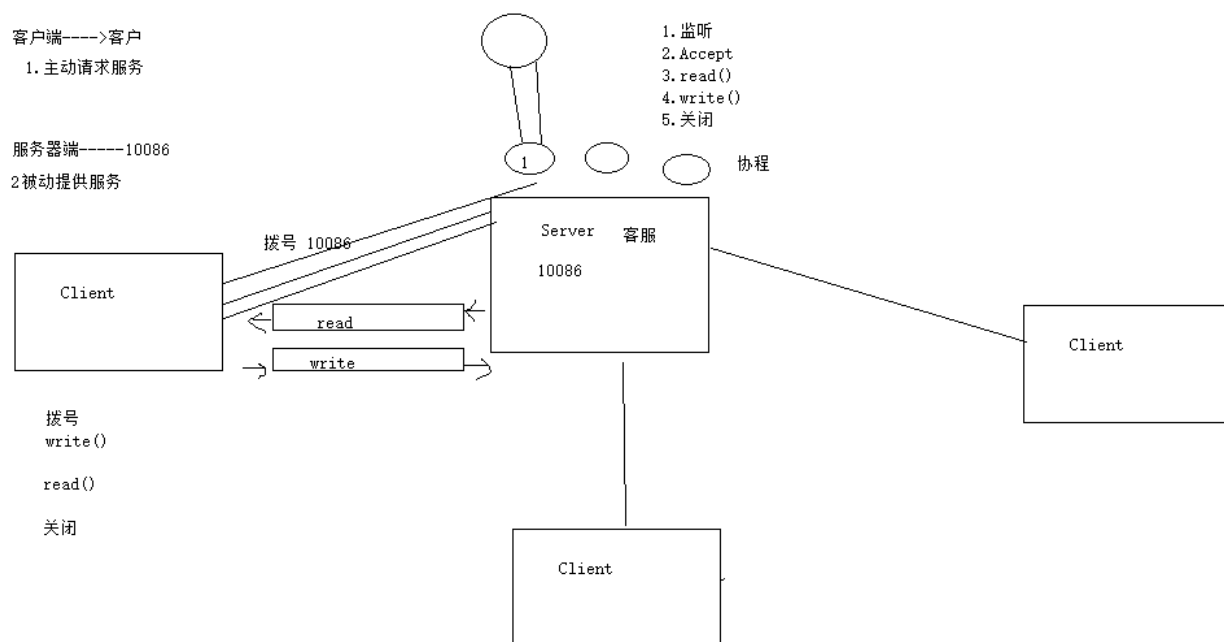 客户端---->客户
1.主动请求服务
服务器端-----10086
2被动提供服务
1.监听
2.Accept
3.read()
4.write()
5.关闭
1
协程
拨号 10086
Server 客服
10086
Client
read
write
Client
拨号
write()
read()
关闭
Client